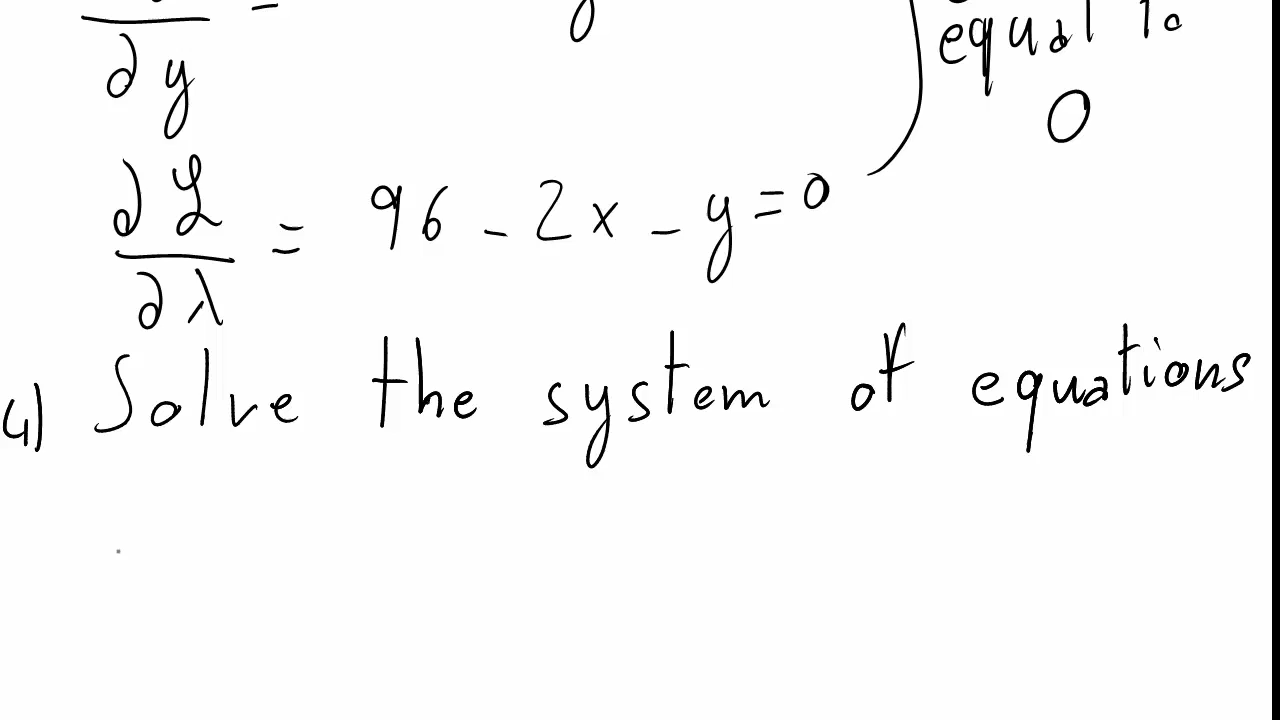 equal to
∂y
0
∂ℒ/∂λ = 96 - 2x - y = 0
4) Solve the system of equations